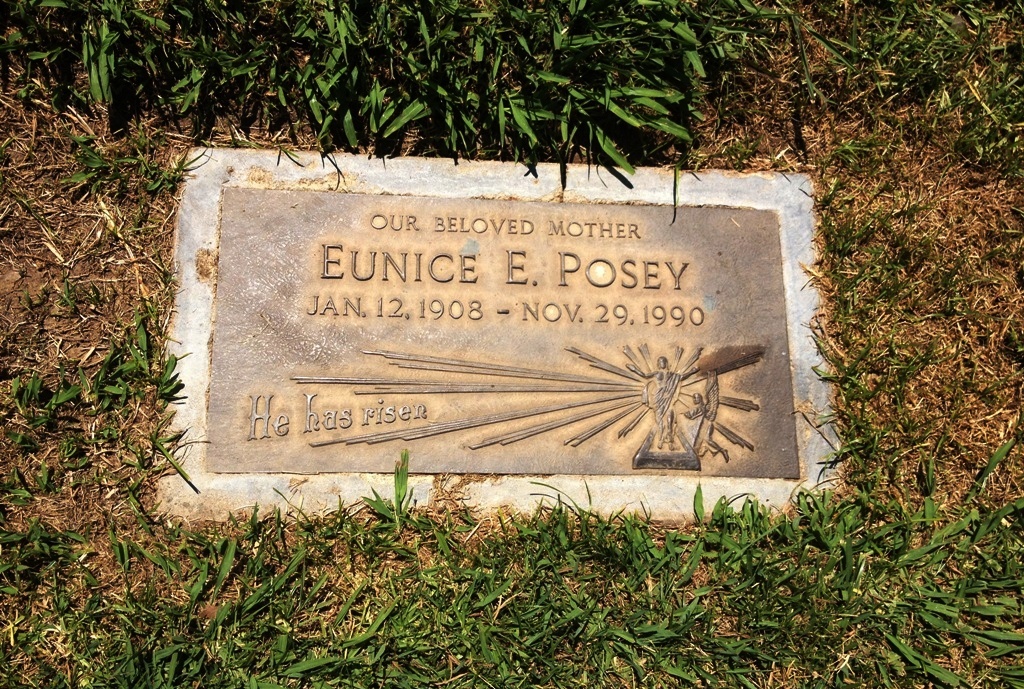 OUR BELOVED MOTHER
EUNICE E. POSEY
JAN. 12, 1908 - NOV. 29, 1990
He has risen